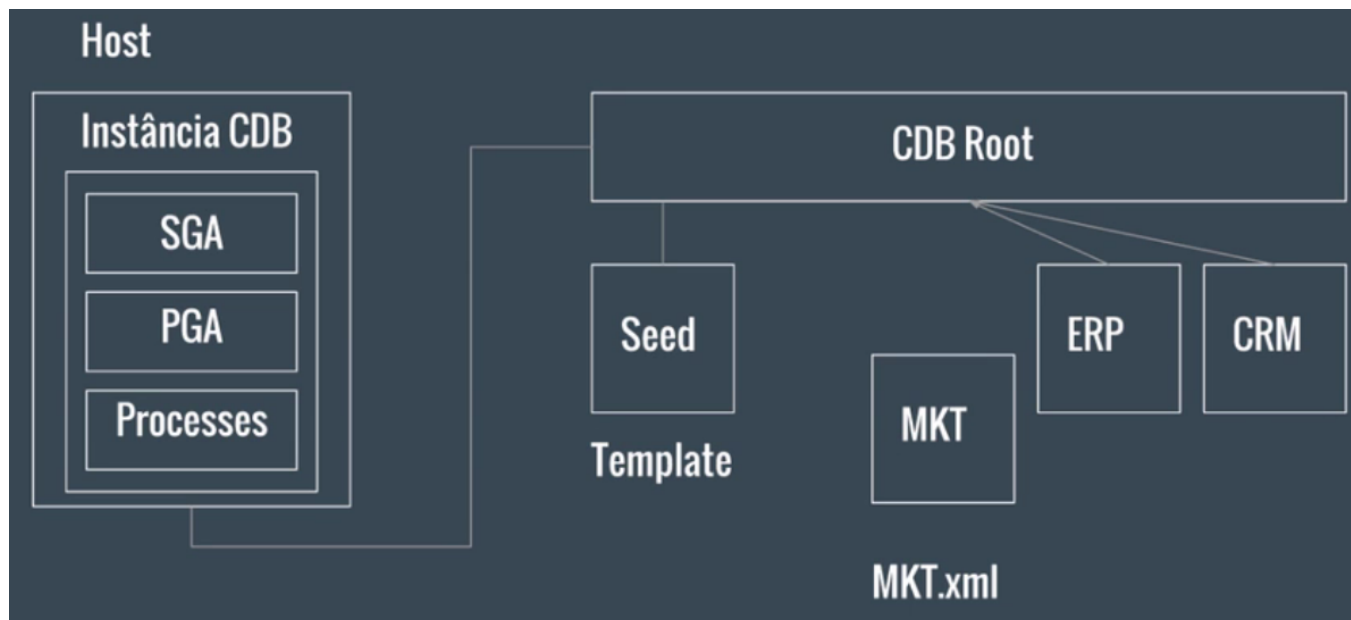 Host
Instância CDB
SGA
PGA
Processes
CDB Root
Seed
Template
MKT
ERP
CRM
MKT.xml